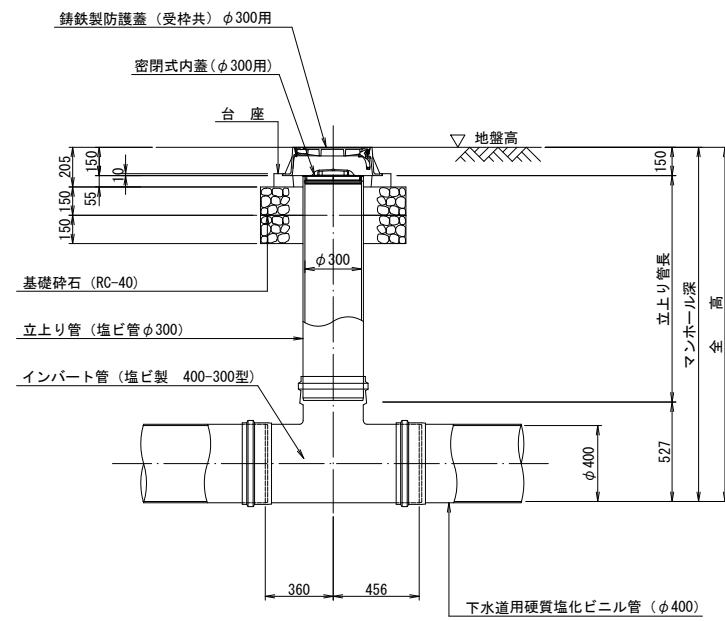 鋳鉄製防護蓋（受枠共）φ300用
密閉式内蓋（φ300用）
台　座
地盤高
205
150
10
55
150
150
150
基礎砕石（RC-40）
φ300
立上り管（塩ビ管φ300）
インバート管（塩ビ製　400-300型）
立上り管長
マンホール深
全　高
527
φ400
360
456
下水道用硬質塩化ビニル管（φ400）